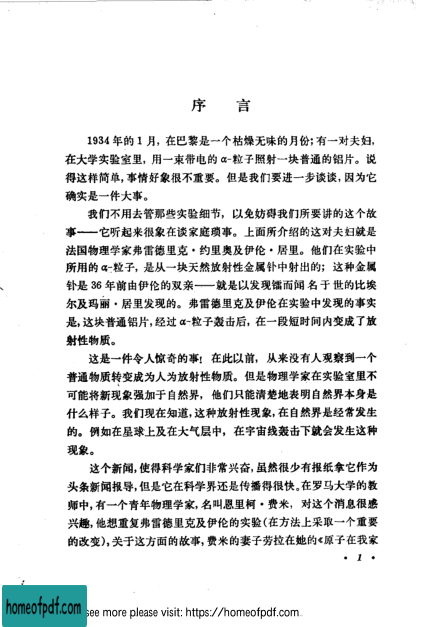 序 言
1934 年的 1 月，在巴黎是一个枯燥无味的月份；有一对夫妇，
在大学实验室里，用一束带电的 α-粒子照射一块普通的铝片。说
得这样简单，事情好象很不重要。但是我们要进一步谈谈，因为它
确实是一件大事。
我们不用去管那些实验细节，以免妨碍我们所要讲的这个故
事——它听起来很象在谈家庭琐事。上面所介绍的这对夫妇就是
法国物理学家弗雷德里克·约里奥及伊伦·居里。他们在实验中
所用的 α-粒子，是从一块天然放射性金属钋中射出的；这种金属
钋是 36 年前由伊伦的双亲——就是以发现镭而闻名于世的比埃
尔及玛丽·居里发现的。弗雷德里克及伊伦在实验中发现的事实
是，这块普通铝片，经过 α-粒子轰击后，在一段短时间内变成了放
射性物质。
这是一件令人惊奇的事！在此以前，从来没有人观察到一个
普通物质转变成为人为放射性物质。但是物理学家在实验室里不
可能将新现象强加于自然界，他们只能清楚地表明自然界本身是
什么样子。我们现在知道，这种放射性现象，在自然界是经常发生
的。例如在星球上及在大气层中，在宇宙线轰击下就会发生这种
现象。
这个新闻，使得科学家们非常兴奋，虽然很少有报纸拿它作为
头条新闻报导，但是它在科学界还是传播得很快。在罗马大学的教
师中，有一个青年物理学家，名叫恩里柯·费米，对这个消息很感
兴趣，他想重复弗雷德里克及伊伦的实验(在方法上采取一个重要
的改变)，关于这方面的故事，费米的妻子劳拉在她的《原子在我家
• 1 •
homeofpdf.com
see more please visit: https://homeofpdf.com